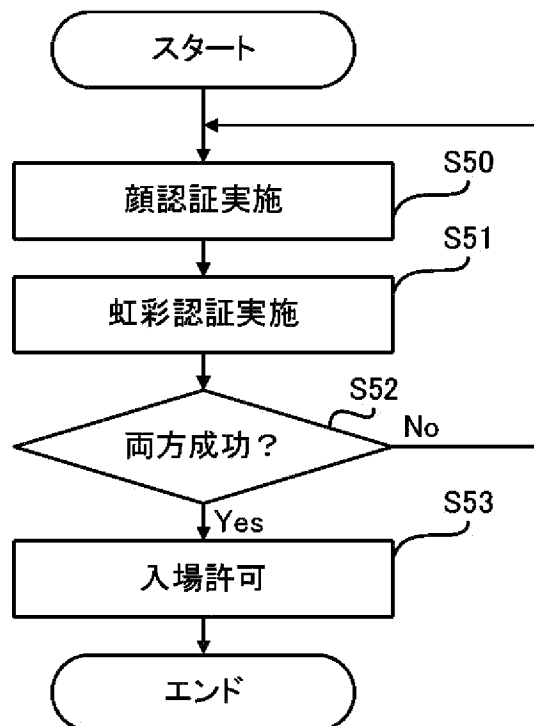 スタート
S50
顔認証実施
S51
虹彩認証実施
S52
両方成功？
No
Yes
S53
入場許可
エンド